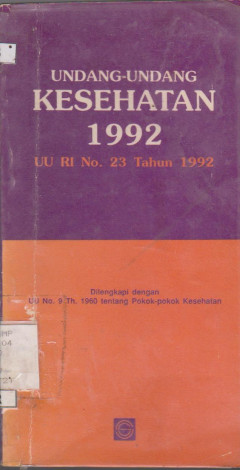 UNDANG-UNDANG
KESEHATAN
1992
UU RI No. 23 Tahun 1992
Dilengkapi dengan
UU No. 9 Th. 1960 tentang Pokok-pokok Kesehatan